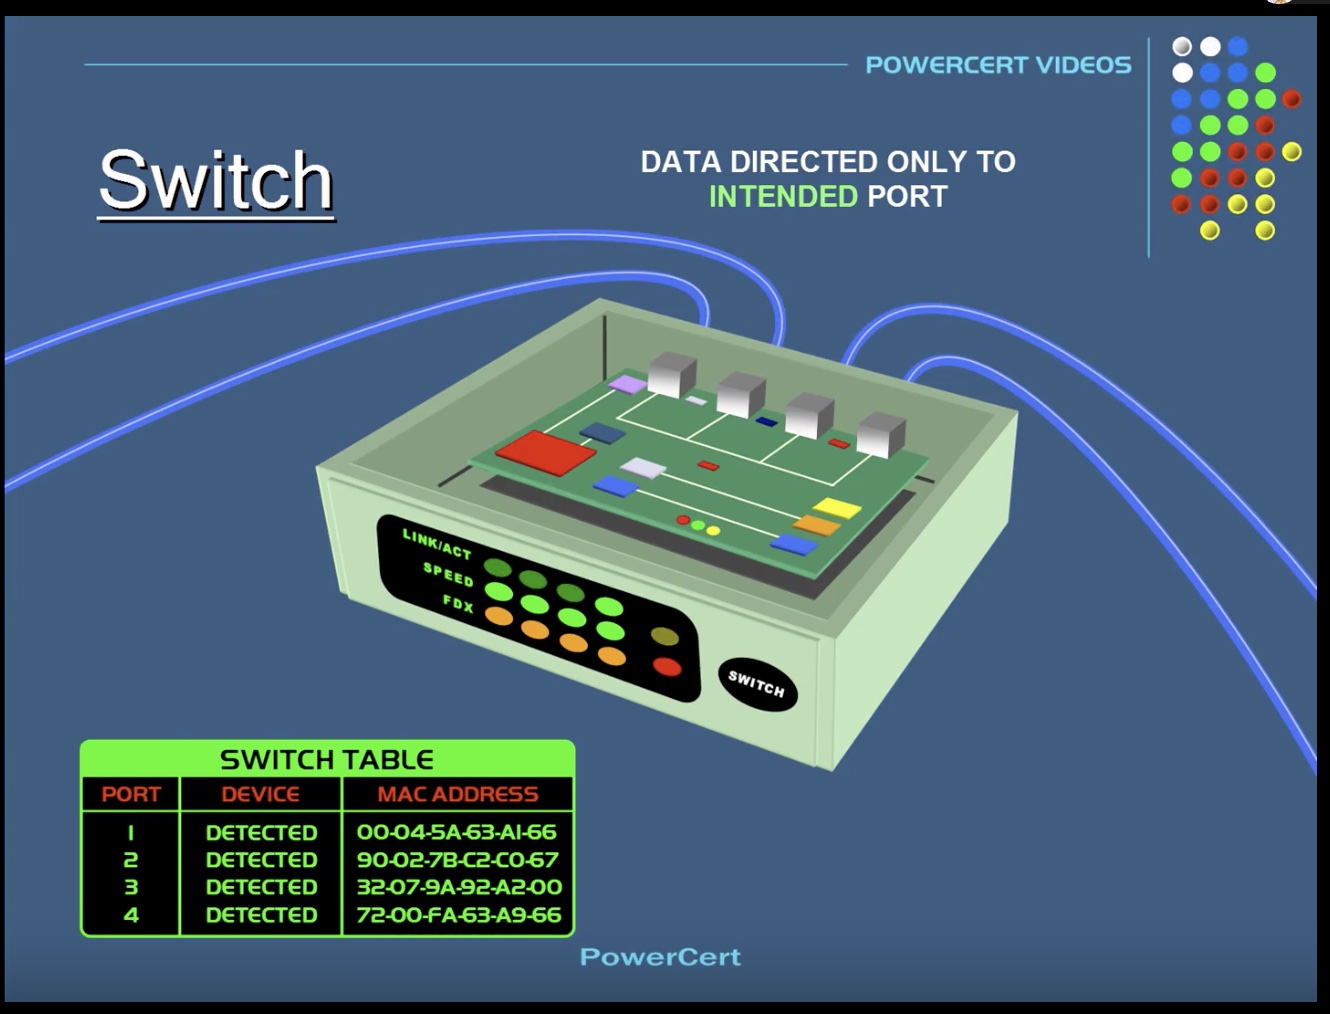 POWERCERT VIDEOS
Switch
DATA DIRECTED ONLY TO
INTENDED PORT
LINK/ACT
SPEED
FDX
SWITCH
SWITCH TABLE
PORT DEVICE MAC ADDRESS
1 DETECTED 00-04-5A-63-A1-66
2 DETECTED 90-02-7B-C2-C0-67
3 DETECTED 32-07-9A-92-A2-00
4 DETECTED 72-00-FA-63-A9-66
PowerCert